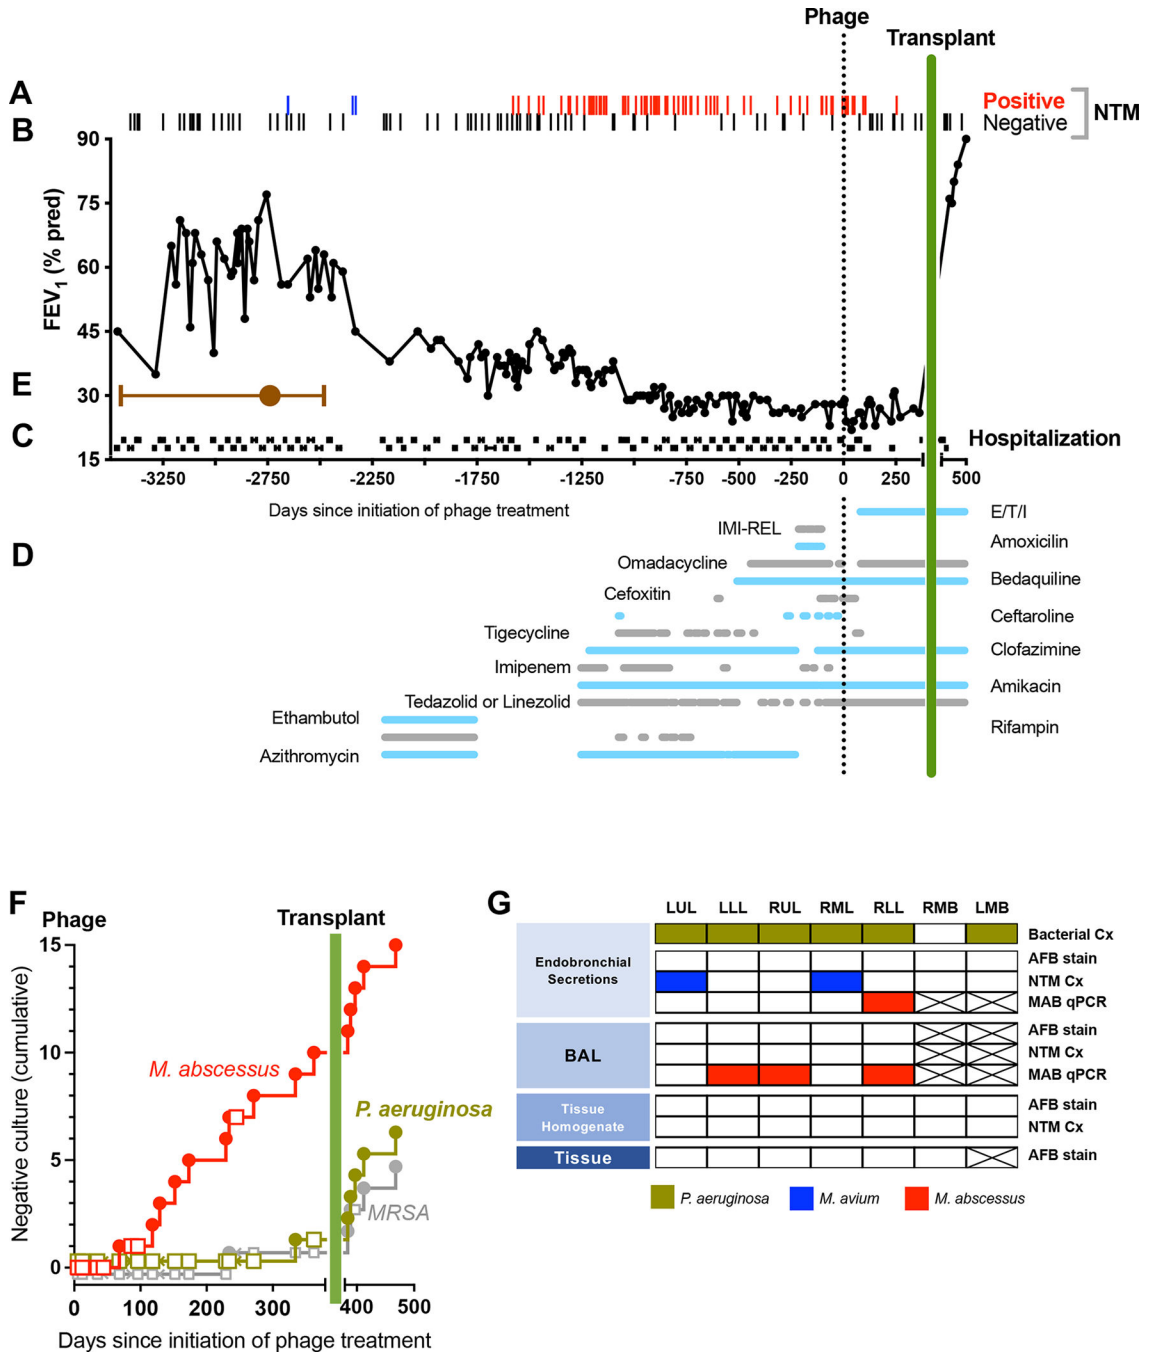 Phage
Transplant
A
Positive
NTM
B
Negative
90
75
60
45
30
15
FEV1 (% pred)
E
C
Hospitalization
-3250
-2750
-2250
-1750
-1250
-750
-500
-250
0
250
500
Days since initiation of phage treatment
D
E/T/I
IMI-REL
Amoxicilin
Omadacycline
Bedaquiline
Cefoxitin
Ceftaroline
Tigecycline
Clofazimine
Imipenem
Amikacin
Tedazolid or Linezolid
Ethambutol
Rifampin
Azithromycin
F
Phage
Transplant
15
10
5
0
Negative culture (cumulative)
M. abscessus
P. aeruginosa
MRSA
0
100
200
300
400
500
Days since initiation of phage treatment
G
LUL LLL RUL RML RLL RMB LMB
Bacterial Cx
Endobronchial
Secretions
AFB stain
NTM Cx
MAB qPCR
BAL
AFB stain
NTM Cx
MAB qPCR
Tissue
Homogenate
AFB stain
NTM Cx
Tissue
AFB stain
P. aeruginosa
M. avium
M. abscessus